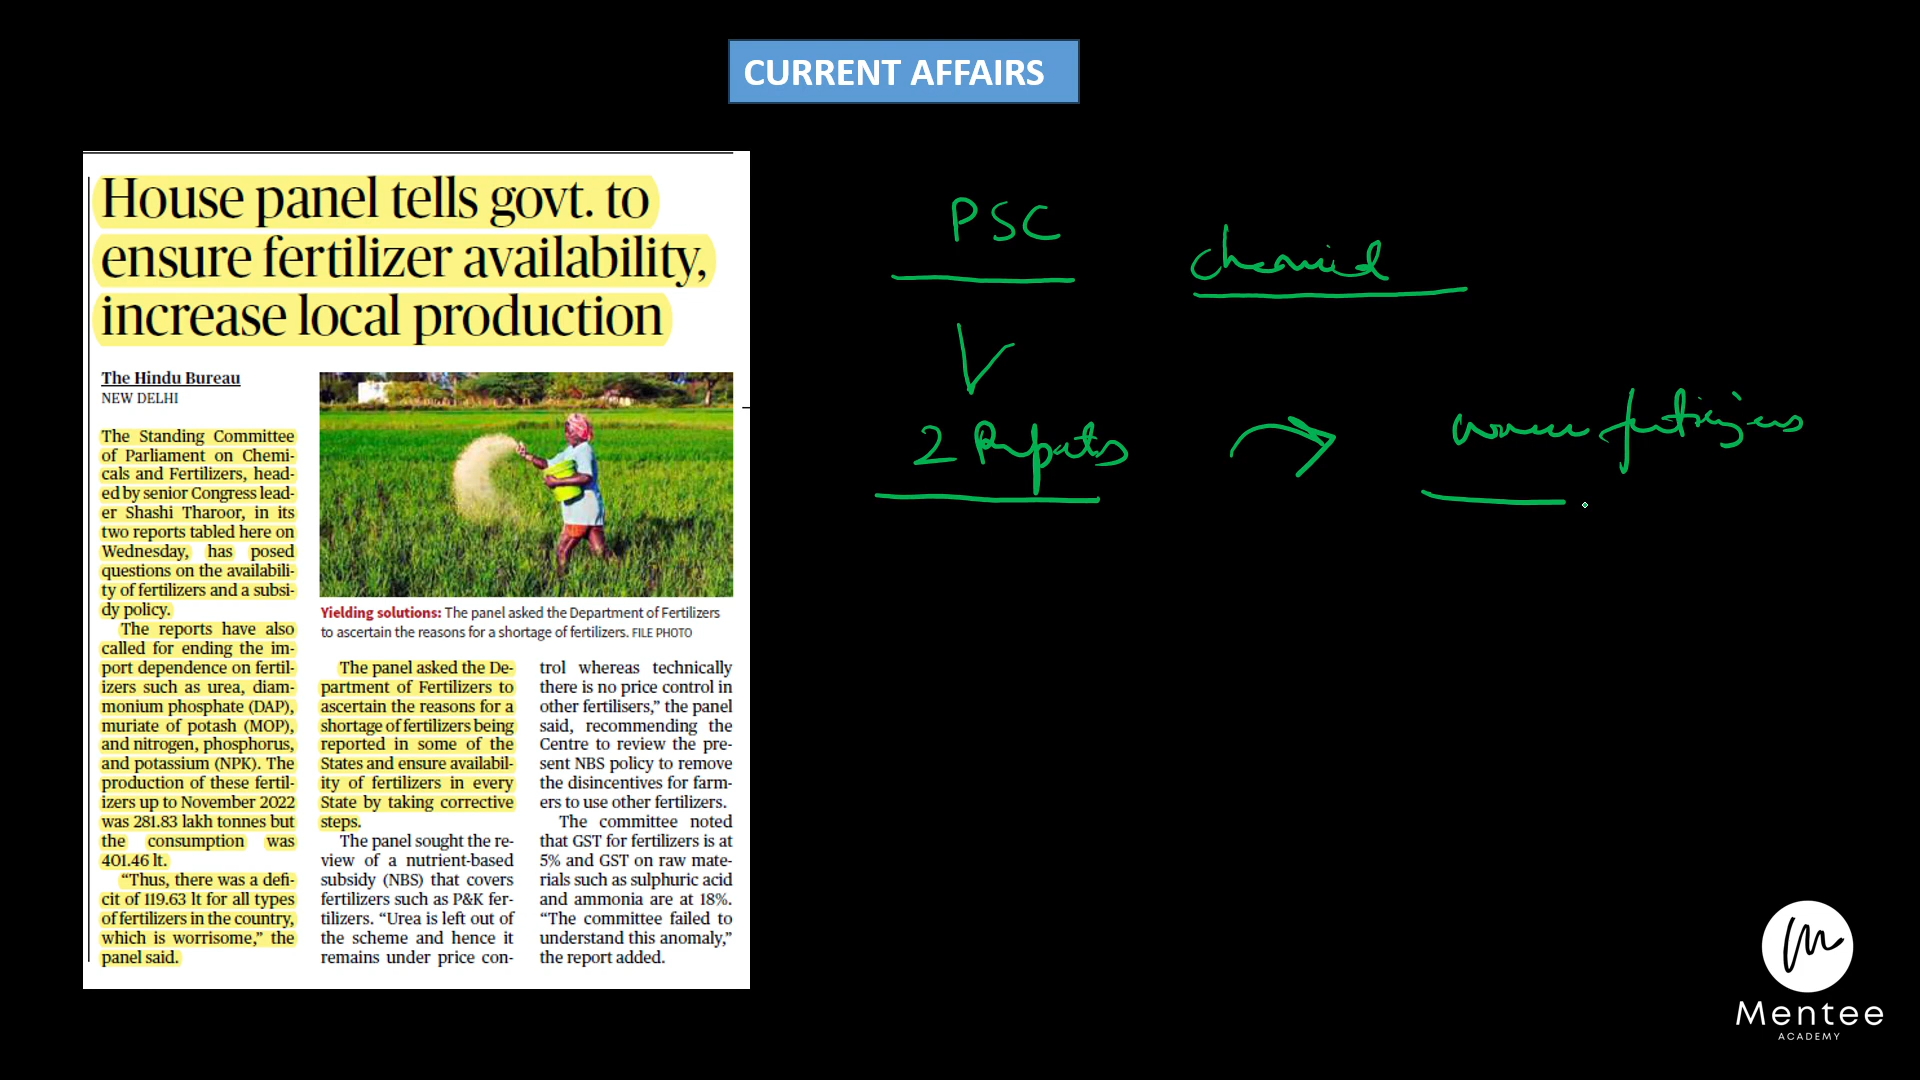 CURRENT AFFAIRS
House panel tells govt. to
ensure fertilizer availability,
increase local production
The Hindu Bureau
NEW DELHI
The Standing Committee
of Parliament on Chemi-
cals and Fertilizers, head-
ed by senior Congress lead-
er Shashi Tharoor, in its
two reports tabled here on
Wednesday, has posed
questions on the availabili-
ty of fertilizers and a subsi-
dy policy.
The reports have also
called for ending the im-
port dependence on fertil-
izers such as urea, diam-
monium phosphate (DAP),
muriate of potash (MOP),
and nitrogen, phosphorus,
and potassium (NPK). The
production of these fertil-
izers up to November 2022
was 281.83 lakh tonnes but
the consumption was
401.46 lt.
“Thus, there was a defi-
cit of 119.63 lt for all types
of fertilizers in the country,
which is worrisome,” the
panel said.
Yielding solutions: The panel asked the Department of Fertilizers
to ascertain the reasons for a shortage of fertilizers. FILE PHOTO
The panel asked the De-
partment of Fertilizers to
ascertain the reasons for a
shortage of fertilizers being
reported in some of the
States and ensure availabil-
ity of fertilizers in every
State by taking corrective
steps.
The panel sought the re-
view of a nutrient-based
subsidy (NBS) that covers
fertilizers such as P&K fer-
tilizers. “Urea is left out of
the scheme and hence it
remains under price con-
trol whereas technically
there is no price control in
other fertilisers,” the panel
said, recommending the
Centre to review the pre-
sent NBS policy to remove
the disincentives for farm-
ers to use other fertilizers.
The committee noted
that GST for fertilizers is at
5% and GST on raw mate-
rials such as sulphuric acid
and ammonia are at 18%.
“The committee failed to
understand this anomaly,”
the report added.
PSC
chemical
2 Reports
fertilizers
Mentee
ACADEMY